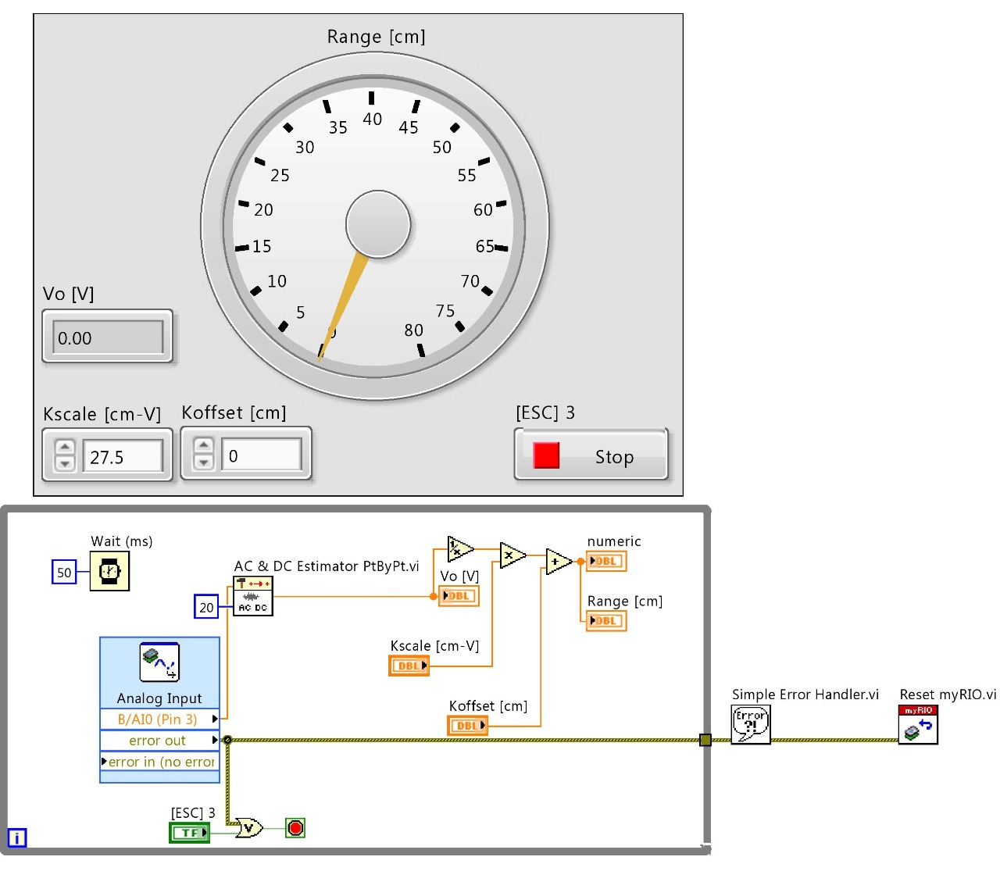 Range [cm]
40
35
45
30
50
25
55
20
60
15
65
10
70
5
75
0
80
Vo [V]
0.00
Kscale [cm-V]
Koffset [cm]
[ESC] 3
27.5
0
Stop
Wait (ms)
50
AC & DC Estimator PtByPt.vi
20
AC DC
1/x
x
+
numeric
DBL
Vo [V]
DBL
Range [cm]
DBL
Kscale [cm-V]
DBL
Analog Input
B/AI0 (Pin 3)
error out
error in (no error
Koffset [cm]
DBL
Simple Error Handler.vi
Error
?!
Reset myRIO.vi
myRIO
[ESC] 3
TF
V
i